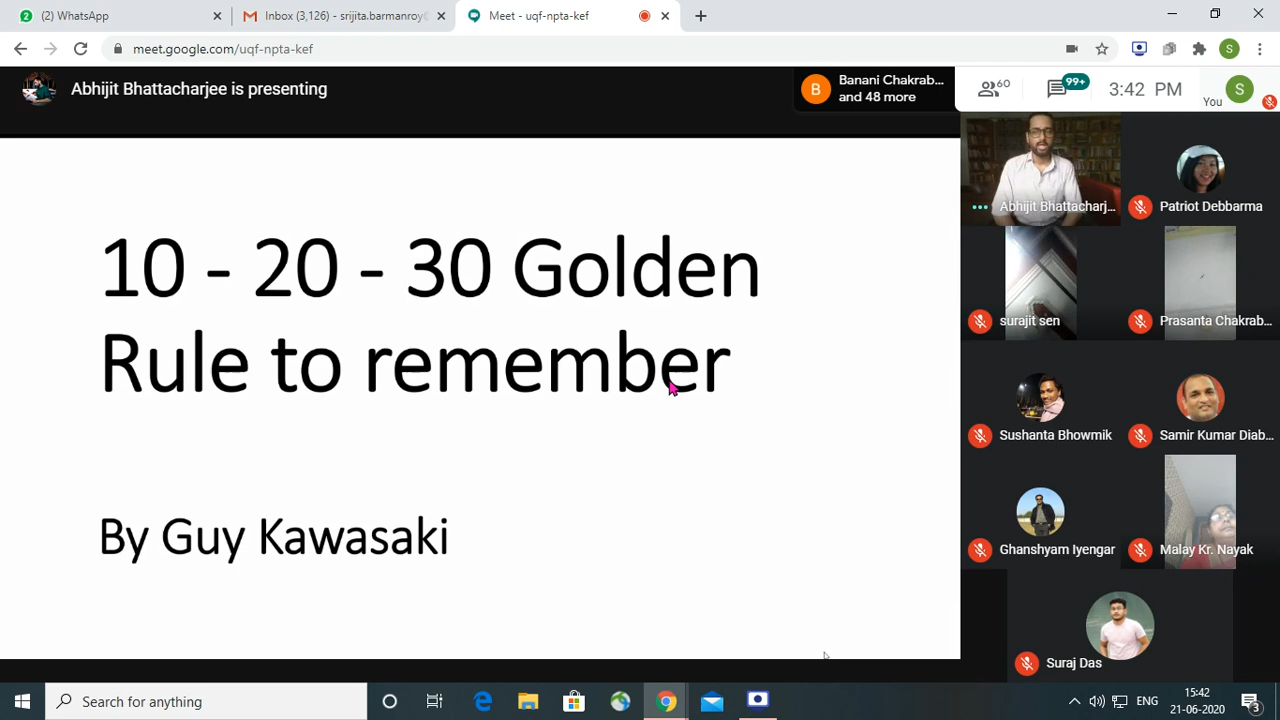 (2) WhatsApp
Inbox (3,126) - srijita.barmanroy@
Meet - uqf-npta-kef
meet.google.com/uqf-npta-kef
S
Abhijit Bhattacharjee is presenting
B
Banani Chakrab...
and 48 more
60
99+
3:42 PM
You
S
10 - 20 - 30 Golden
Rule to remember
By Guy Kawasaki
Abhijit Bhattacharj...
Patriot Debbarma
surajit sen
Prasanta Chakrab...
Sushanta Bhowmik
Samir Kumar Diab...
Ghanshyam Iyengar
Malay Kr. Nayak
Suraj Das
Search for anything
ENG
15:42
21-06-2020
3